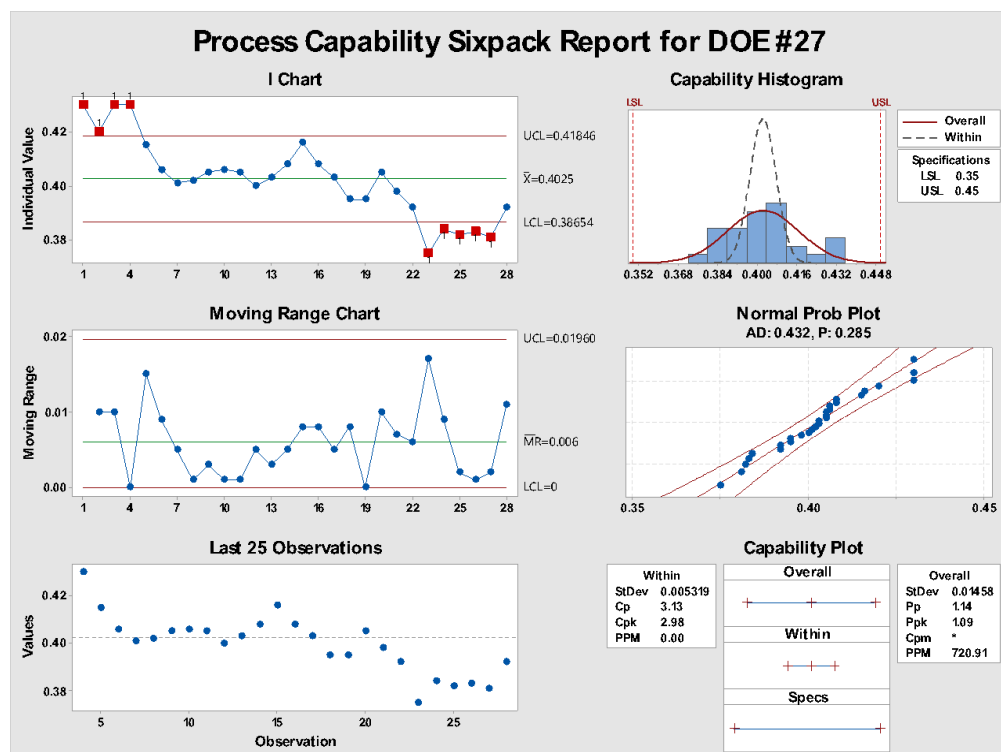 Process Capability Sixpack Report for DOE #27
I Chart
Individual Value
0.42
0.40
0.38
1
1
1
1
1
1
1
1
1
UCL=0.41846
X̄=0.4025
LCL=0.38654
1 4 7 10 13 16 19 22 25 28
Capability Histogram
LSL USL
Overall
Within
Specifications
LSL 0.35
USL 0.45
0.352 0.368 0.384 0.400 0.416 0.432 0.448
Moving Range Chart
Moving Range
0.02
0.01
0.00
UCL=0.01960
M̅R̅=0.006
LCL=0
1 4 7 10 13 16 19 22 25 28
Normal Prob Plot
AD: 0.432, P: 0.285
0.35 0.40 0.45
Last 25 Observations
Values
0.42
0.40
0.38
5 10 15 20 25
Observation
Capability Plot
Within
StDev 0.005319
Cp 3.13
Cpk 2.98
PPM 0.00
Overall
Within
Specs
Overall
StDev 0.01458
Pp 1.14
Ppk 1.09
Cpm *
PPM 720.91